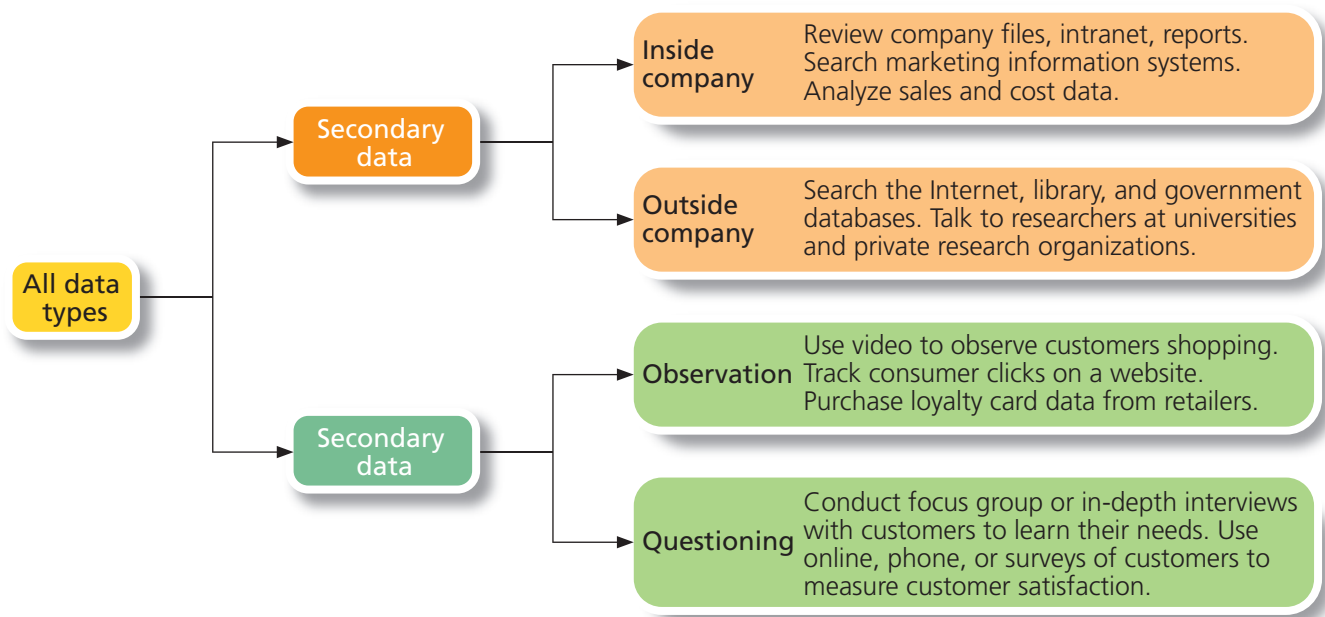 All data
types
Secondary
data
Inside
company
Review company files, intranet, reports.
Search marketing information systems.
Analyze sales and cost data.
Outside
company
Search the Internet, library, and government
databases. Talk to researchers at universities
and private research organizations.
Secondary
data
Observation
Use video to observe customers shopping.
Track consumer clicks on a website.
Purchase loyalty card data from retailers.
Questioning
Conduct focus group or in-depth interviews
with customers to learn their needs. Use
online, phone, or surveys of customers to
measure customer satisfaction.